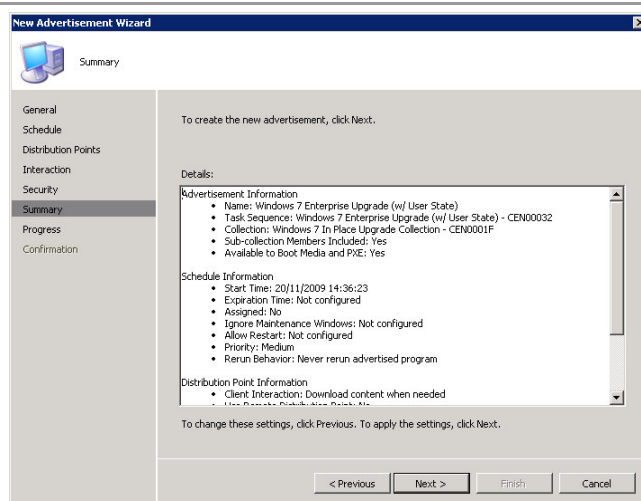 New Advertisement Wizard
Summary
General
Schedule
Distribution Points
Interaction
Security
Summary
Progress
Confirmation
To create the new advertisement, click Next.
Details:
Advertisement Information
• Name: Windows 7 Enterprise Upgrade (w/ User State)
• Task Sequence: Windows 7 Enterprise Upgrade (w/ User State) - CEN00032
• Collection: Windows 7 In Place Upgrade Collection - CEN0001F
• Sub-collection Members Included: Yes
• Available to Boot Media and PXE: Yes
Schedule Information
• Start Time: 20/11/2009 14:36:23
• Expiration Time: Not configured
• Assigned: No
• Ignore Maintenance Windows: Not configured
• Allow Restart: Not configured
• Priority: Medium
• Rerun Behavior: Never rerun advertised program
Distribution Point Information
• Client Interaction: Download content when needed
• Use Remote Distribution Point: No
To change these settings, click Previous. To apply the settings, click Next.
< Previous
Next >
Finish
Cancel